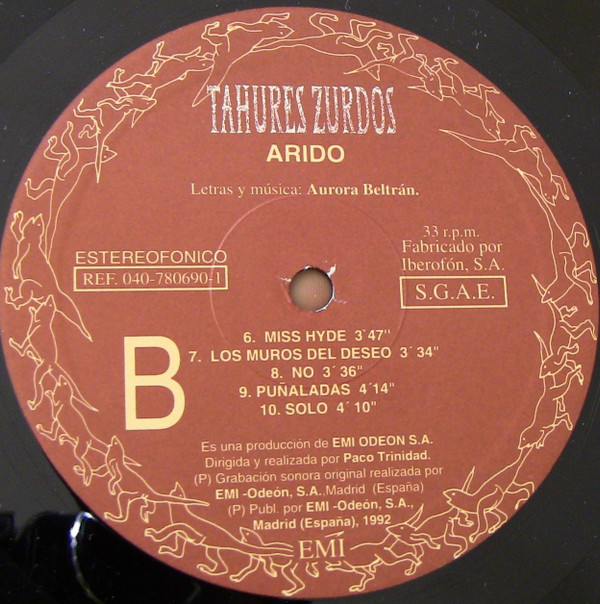 TAHURES ZURDOS
ARIDO
Letras y música: Aurora Beltrán.
ESTEREOFONICO
REF. 040-780690-1
33 r.p.m.
Fabricado por
Iberofón, S.A.
S.G.A.E.
B
6. MISS HYDE 3´47"
7. LOS MUROS DEL DESEO 3´34"
8. NO 3´36"
9. PUÑALADAS 4´14"
10. SOLO 4´10"
Es una producción de EMI ODEON S.A.
Dirigida y realizada por Paco Trinidad.
(P) Grabación sonora original realizada por
EMI -Odeón, S.A.,Madrid (España)
(P) Publ. por EMI -Odeón, S.A.,
Madrid (España), 1992
EMI